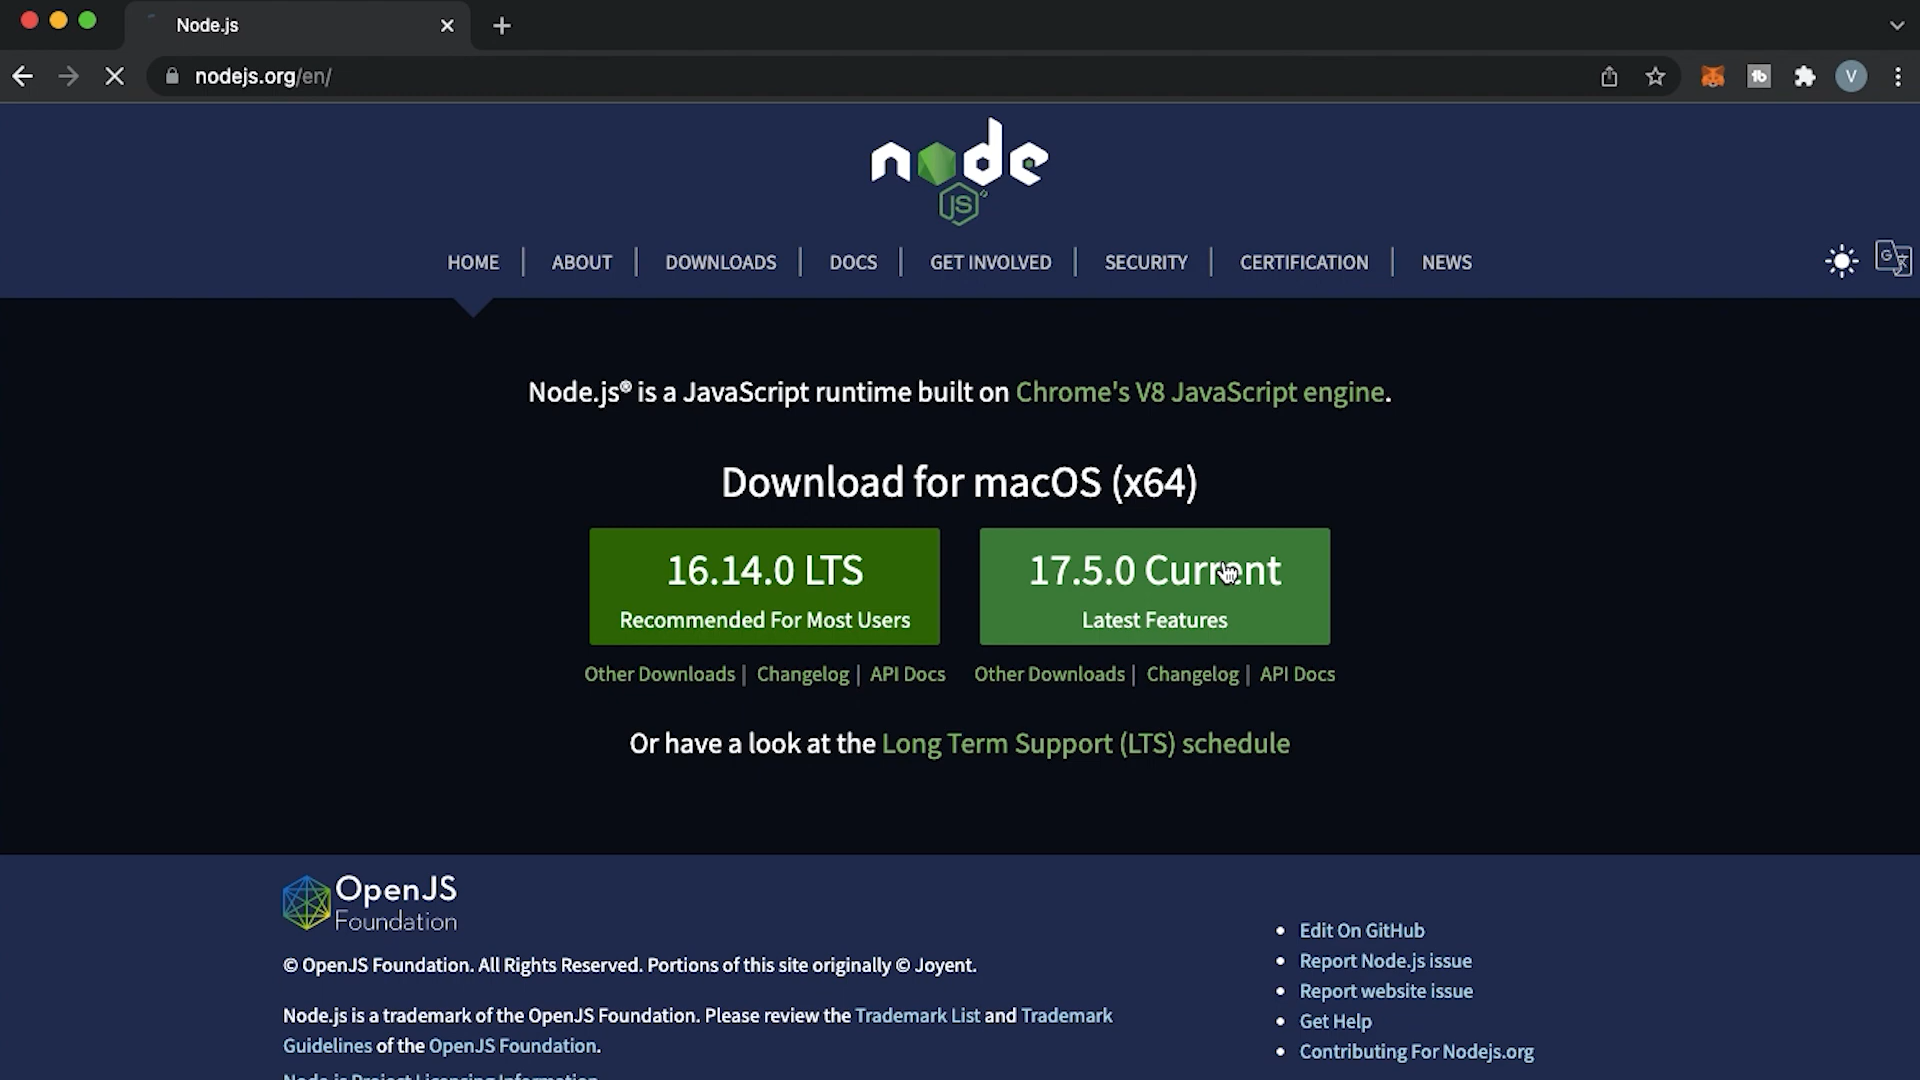 Node.js
nodejs.org/en/
V
node
JS
HOME | ABOUT | DOWNLOADS | DOCS | GET INVOLVED | SECURITY | CERTIFICATION | NEWS
Node.js® is a JavaScript runtime built on Chrome's V8 JavaScript engine.
Download for macOS (x64)
16.14.0 LTS
Recommended For Most Users
17.5.0 Current
Latest Features
Other Downloads | Changelog | API Docs
Other Downloads | Changelog | API Docs
Or have a look at the Long Term Support (LTS) schedule
OpenJS
Foundation
© OpenJS Foundation. All Rights Reserved. Portions of this site originally © Joyent.
Node.js is a trademark of the OpenJS Foundation. Please review the Trademark List and Trademark
Guidelines of the OpenJS Foundation.
Node.js Project Licensing Information
• Edit On GitHub
• Report Node.js issue
• Report website issue
• Get Help
• Contributing For Nodejs.org